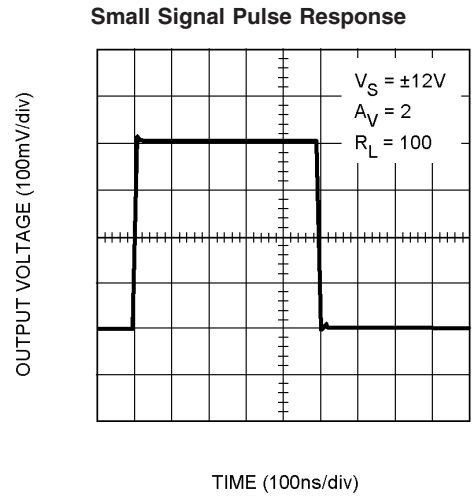 Small Signal Pulse Response
V_S = ±12V
A_V = 2
R_L = 100
OUTPUT VOLTAGE (100mV/div)
TIME (100ns/div)